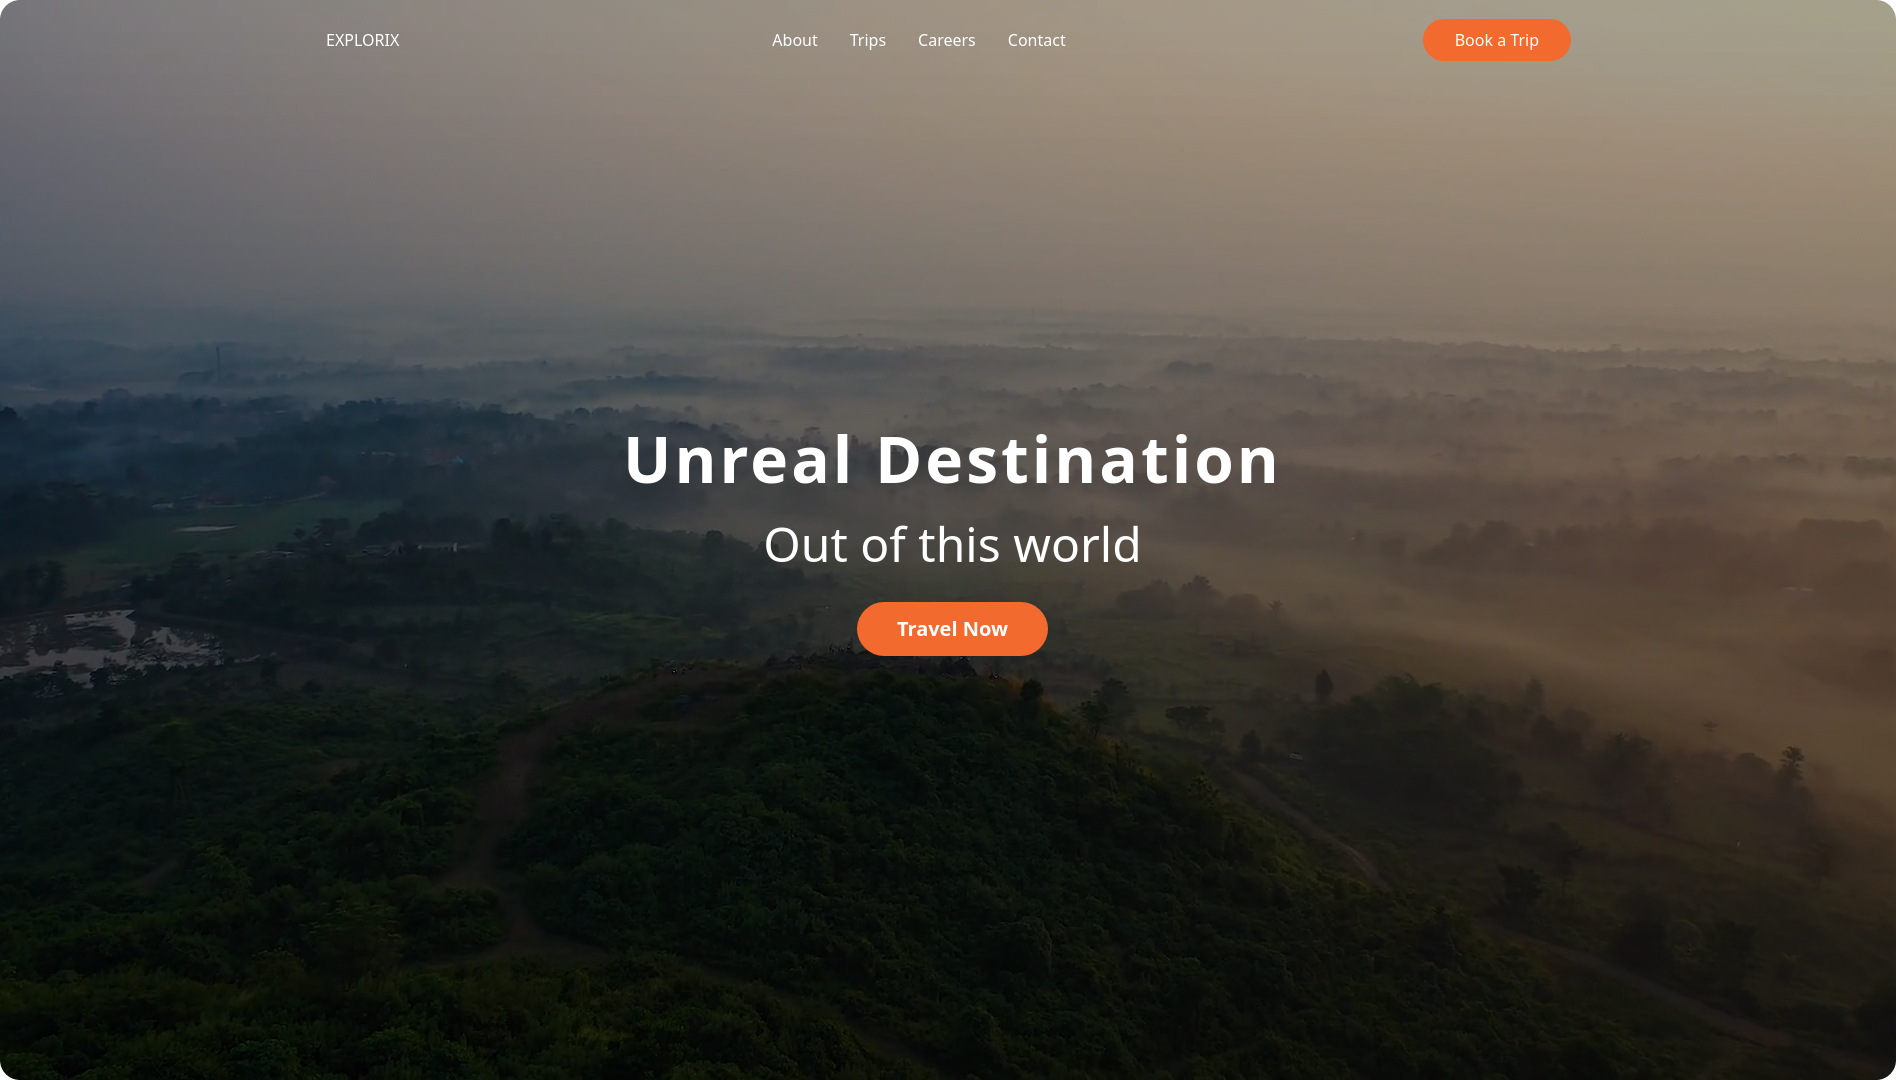 EXPLORIX
About Trips Careers Contact
Book a Trip
Unreal Destination
Out of this world
Travel Now